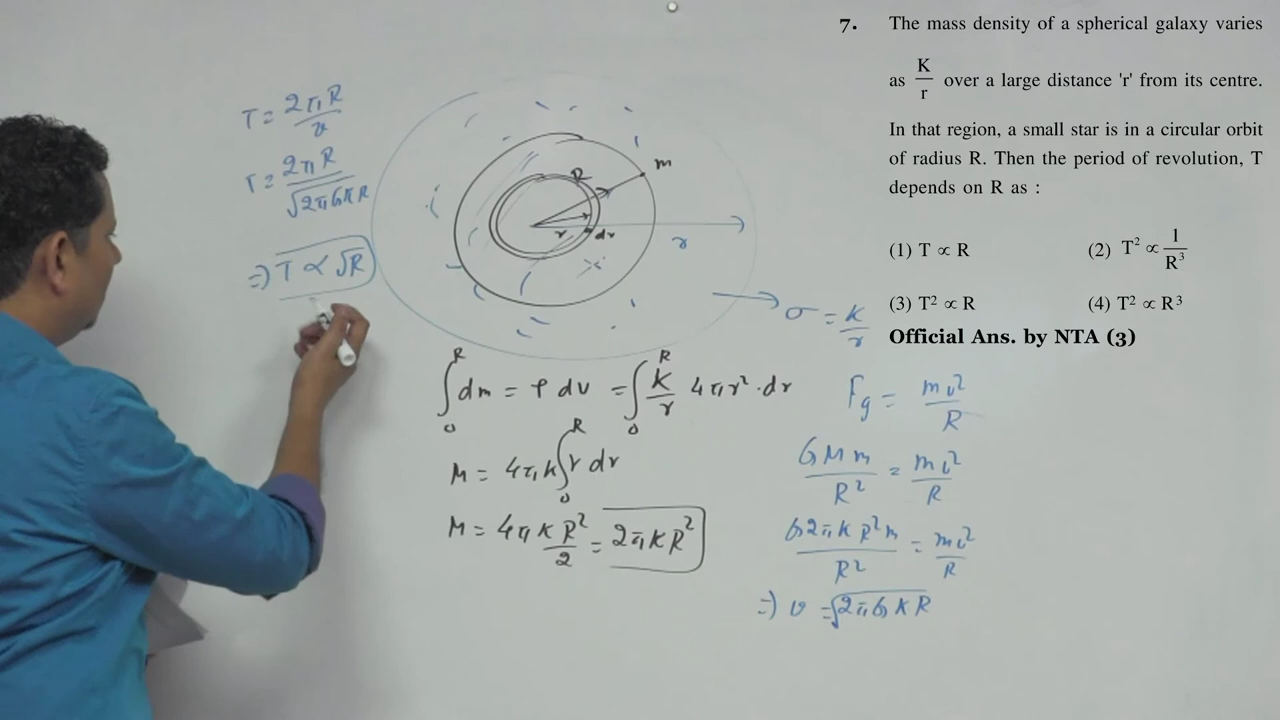 7. The mass density of a spherical galaxy varies
as K/r over a large distance 'r' from its centre.
In that region, a small star is in a circular orbit
of radius R. Then the period of revolution, T
depends on R as :
(1) T ∝ R (2) T² ∝ 1/R³
(3) T² ∝ R (4) T² ∝ R³
Official Ans. by NTA (3)
T = 2πR/v
T = 2πR/√2πGKR
⇒ T ∝ √R
R
m
r
dr
r
σ = K/r
∫₀ᴿ dm = ρ dv = ∫₀ᴿ K/r 4πr² · dr
M = 4πK ∫₀ᴿ r dr
M = 4πK R²/2 = 2πKR²
Fg = mv²/R
GMm/R² = mv²/R
G2πKR²m/R² = mv²/R
⇒ v = √2πGKR